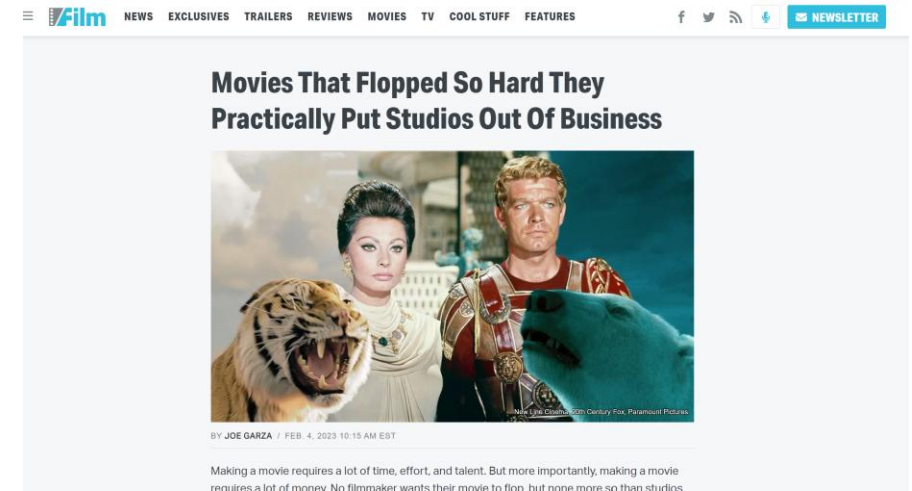 /Film NEWS EXCLUSIVES TRAILERS REVIEWS MOVIES TV COOL STUFF FEATURES NEWSLETTER
Movies That Flopped So Hard They
Practically Put Studios Out Of Business
New Line Cinema, 20th Century Fox, Paramount Pictures
BY JOE GARZA / FEB. 4, 2023 10:15 AM EST
Making a movie requires a lot of time, effort, and talent. But more importantly, making a movie
requires a lot of money. No filmmaker wants their movie to flop, but none more so than studios